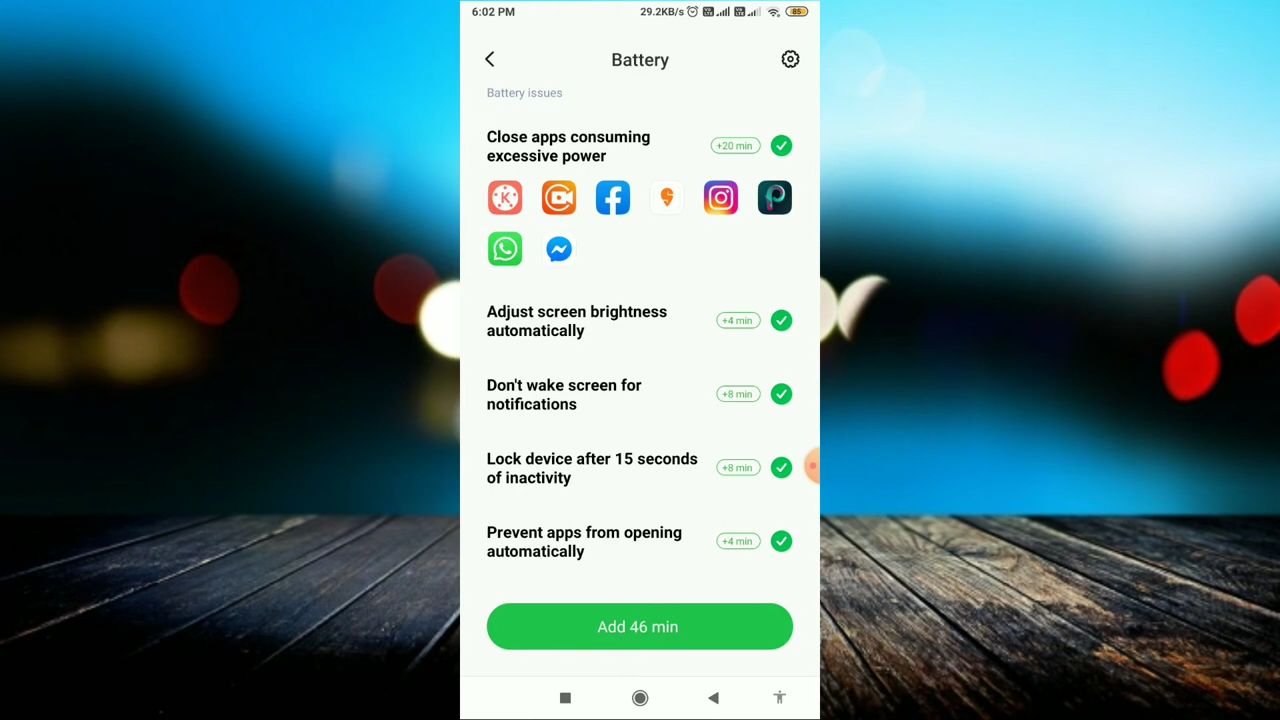 6:02 PM 29.2KB/s 85
Battery
Battery issues
Close apps consuming
excessive power
+20 min
Adjust screen brightness
automatically
+4 min
Don't wake screen for
notifications
+8 min
Lock device after 15 seconds
of inactivity
+8 min
Prevent apps from opening
automatically
+4 min
Add 46 min